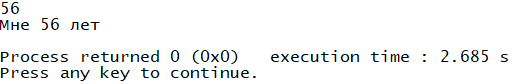 56
Мне 56 лет
Process returned 0 (0x0)   execution time : 2.685 s
Press any key to continue.